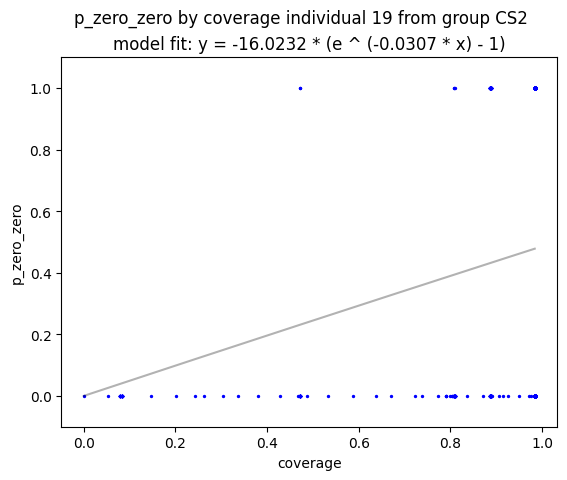 p_zero_zero by coverage individual 19 from group CS2
model fit: y = -16.0232 * (e ^ (-0.0307 * x) - 1)
p_zero_zero
1.0
0.8
0.6
0.4
0.2
0.0
0.0 0.2 0.4 0.6 0.8 1.0
coverage